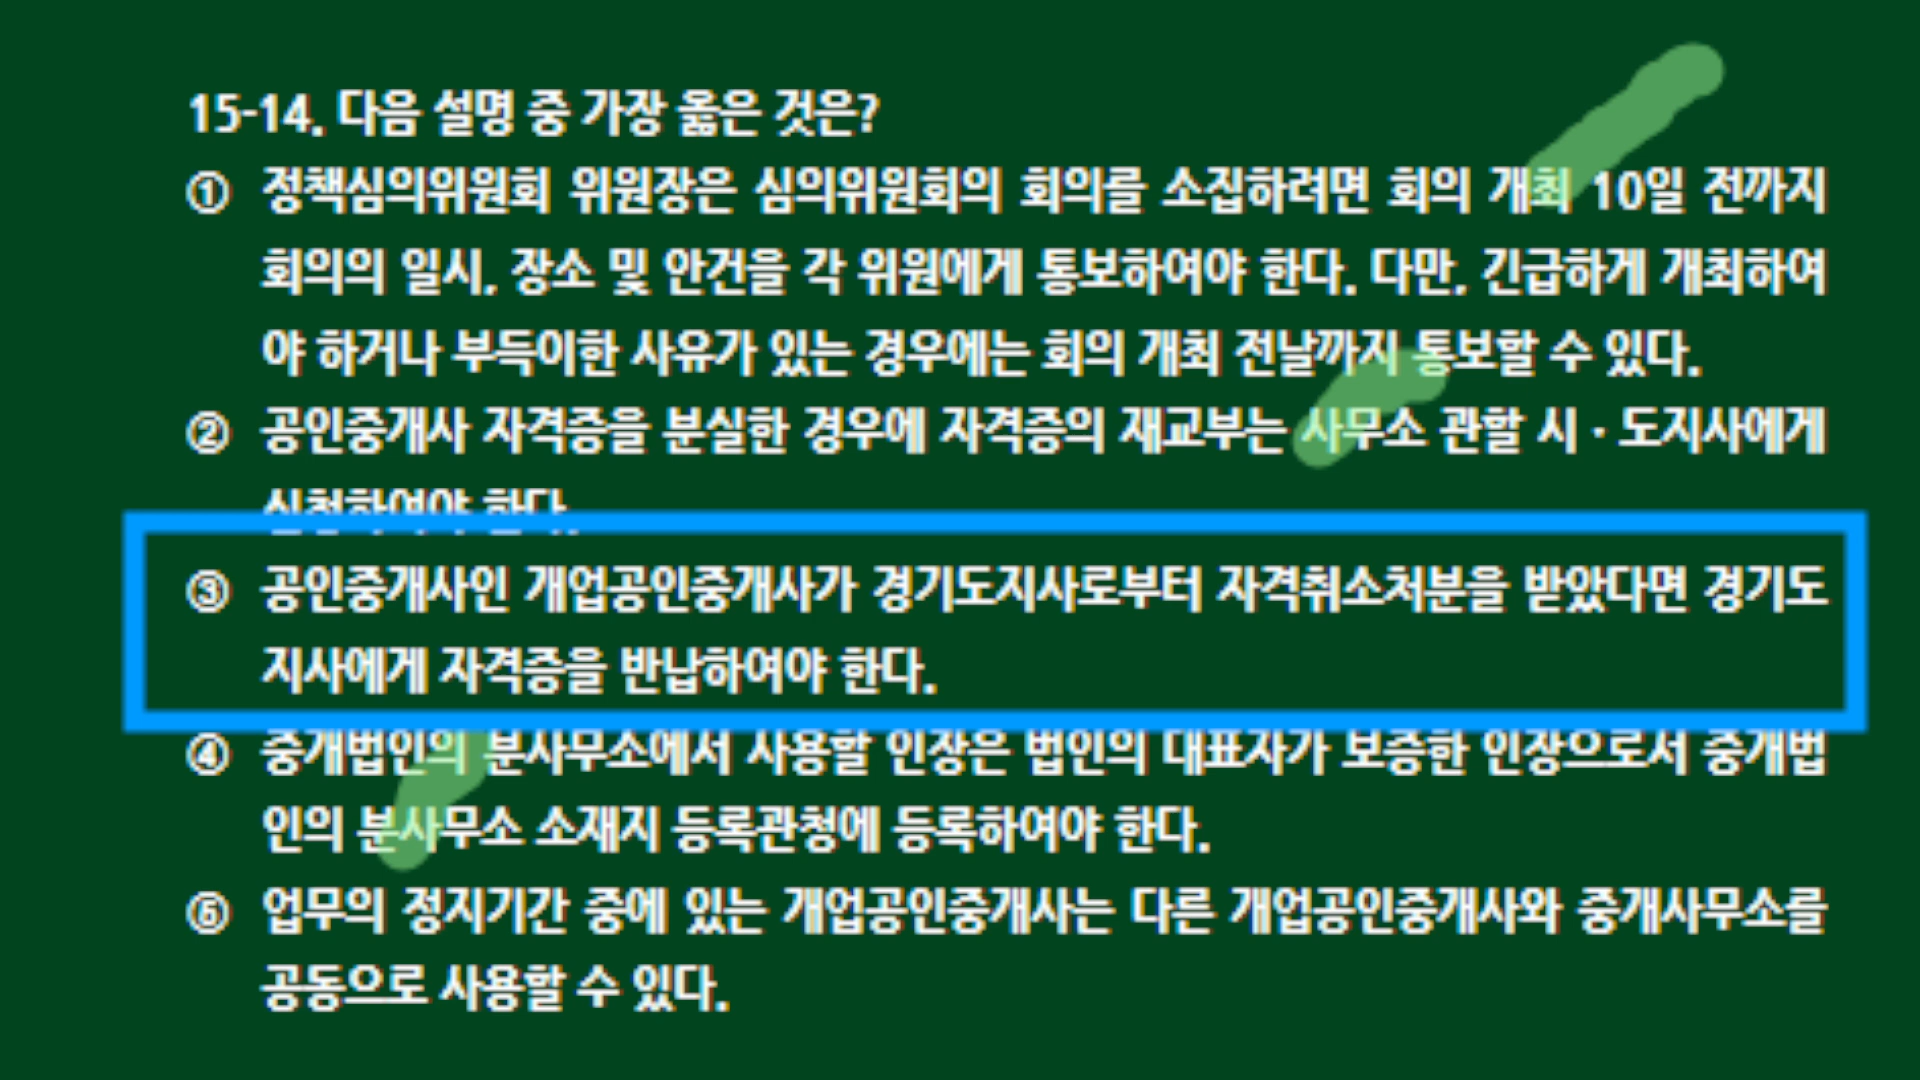 15-14. 다음 설명 중 가장 옳은 것은?
① 정책심의위원회 위원장은 심의위원회의 회의를 소집하려면 회의 개최 10일 전까지
회의의 일시, 장소 및 안건을 각 위원에게 통보하여야 한다. 다만, 긴급하게 개최하여
야 하거나 부득이한 사유가 있는 경우에는 회의 개최 전날까지 통보할 수 있다.
② 공인중개사 자격증을 분실한 경우에 자격증의 재교부는 사무소 관할 시·도지사에게
신청하여야 한다.
③ 공인중개사인 개업공인중개사가 경기도지사로부터 자격취소처분을 받았다면 경기도
지사에게 자격증을 반납하여야 한다.
④ 중개법인의 분사무소에서 사용할 인장은 법인의 대표자가 보증한 인장으로서 중개법
인의 분사무소 소재지 등록관청에 등록하여야 한다.
⑤ 업무의 정지기간 중에 있는 개업공인중개사는 다른 개업공인중개사와 중개사무소를
공동으로 사용할 수 있다.